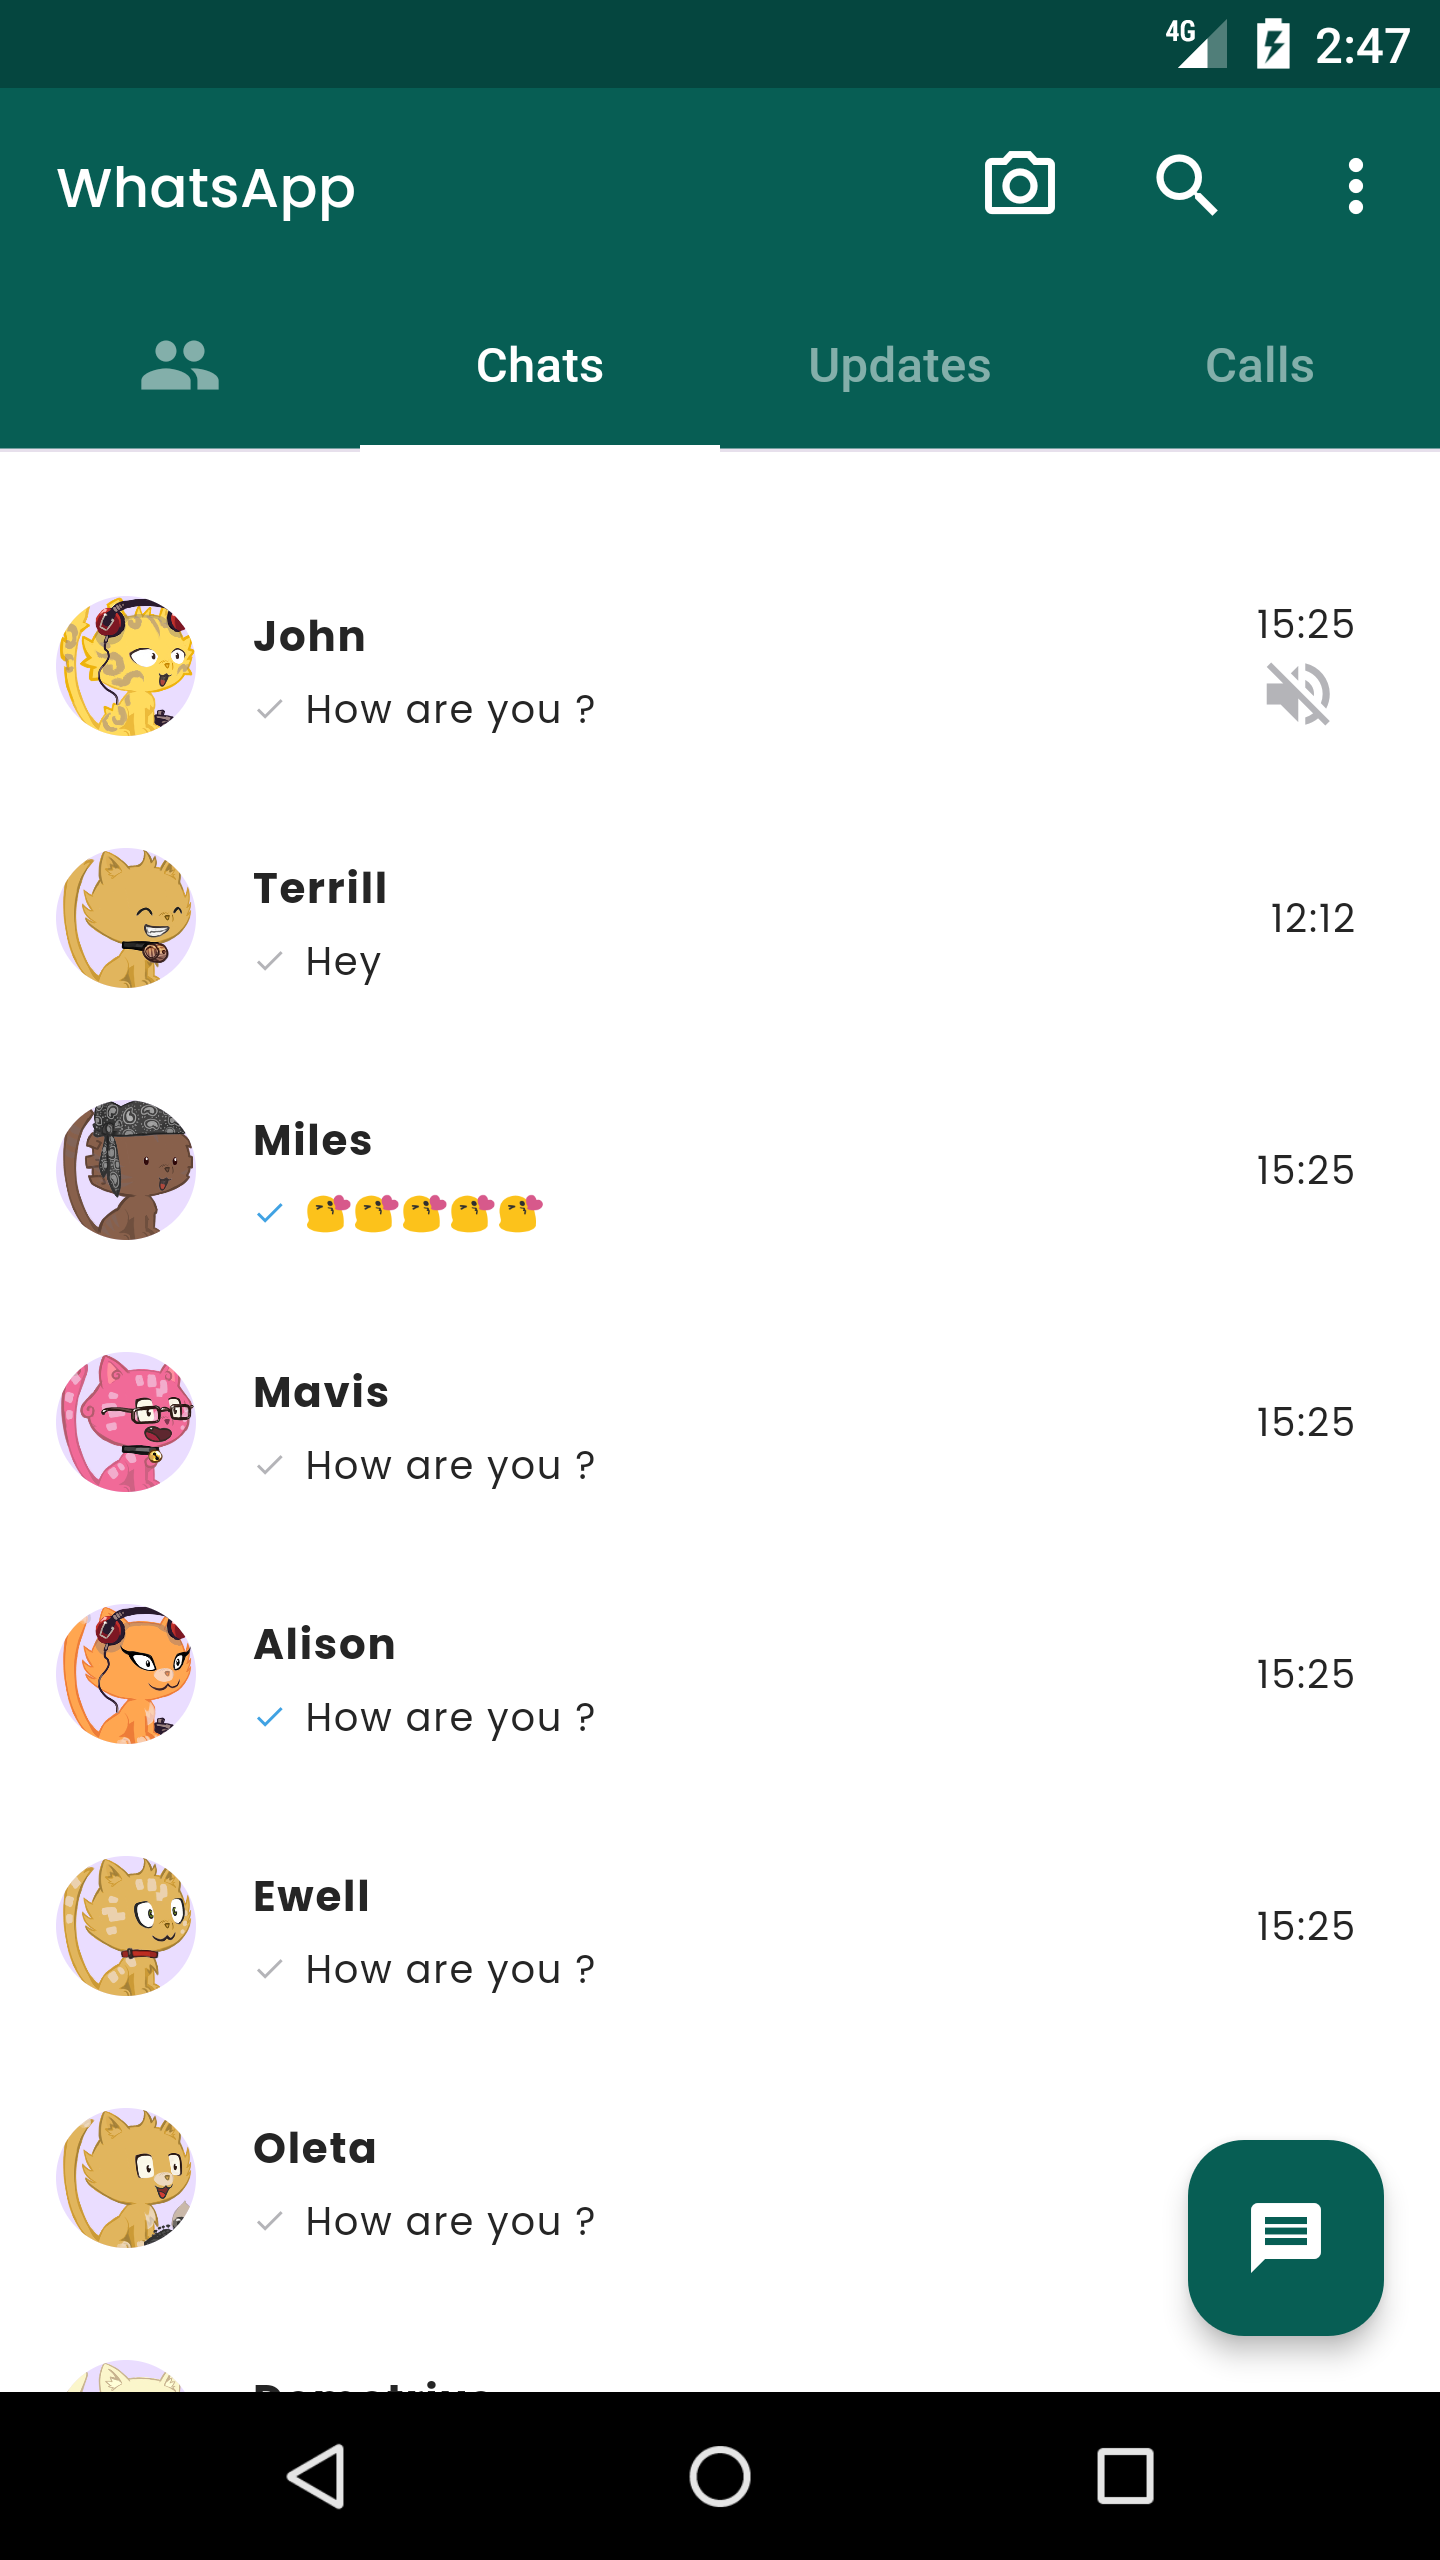 4G 2:47
WhatsApp
Chats Updates Calls
John 15:25
How are you ?
Terrill 12:12
Hey
Miles 15:25
😘😘😘😘😘
Mavis 15:25
How are you ?
Alison 15:25
How are you ?
Ewell 15:25
How are you ?
Oleta
How are you ?